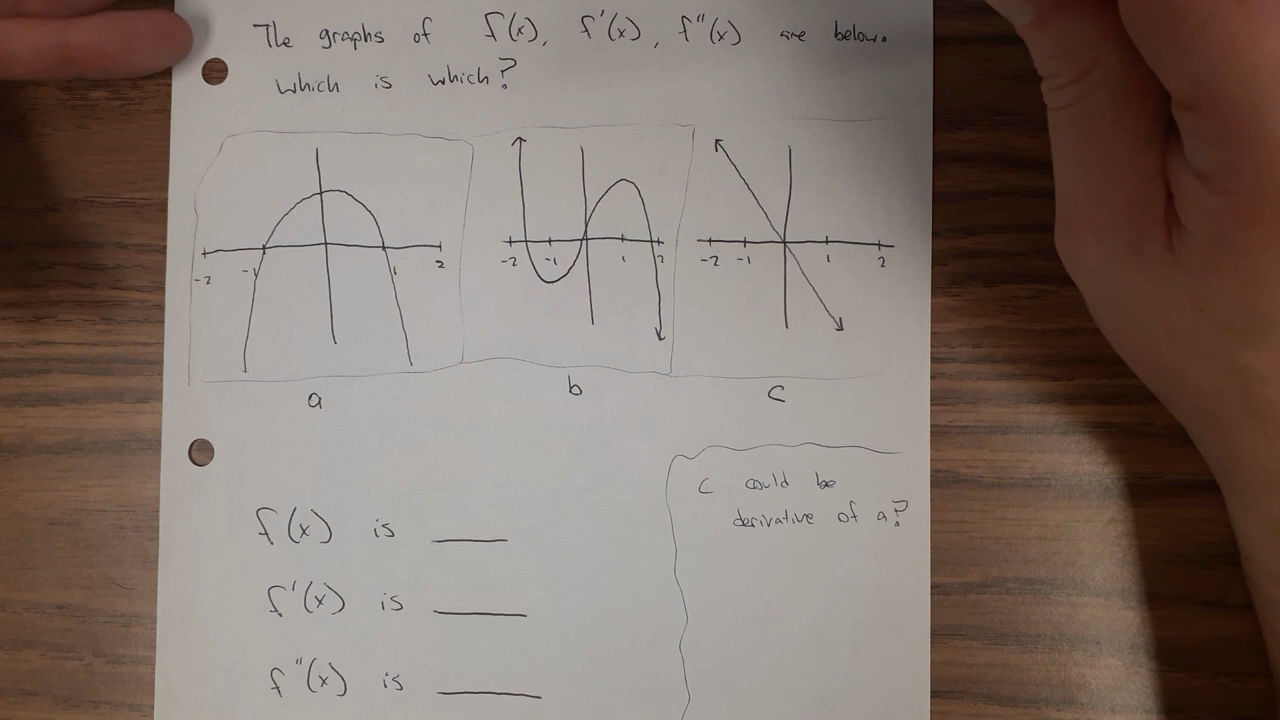 The graphs of f(x), f'(x), f"(x) are below.
which is which?
-2 -1 1 2
-2 -1 1 2
-2 -1 1 2
a b c
c could be
derivative of a?
f(x) is ____
f'(x) is ____
f"(x) is ____